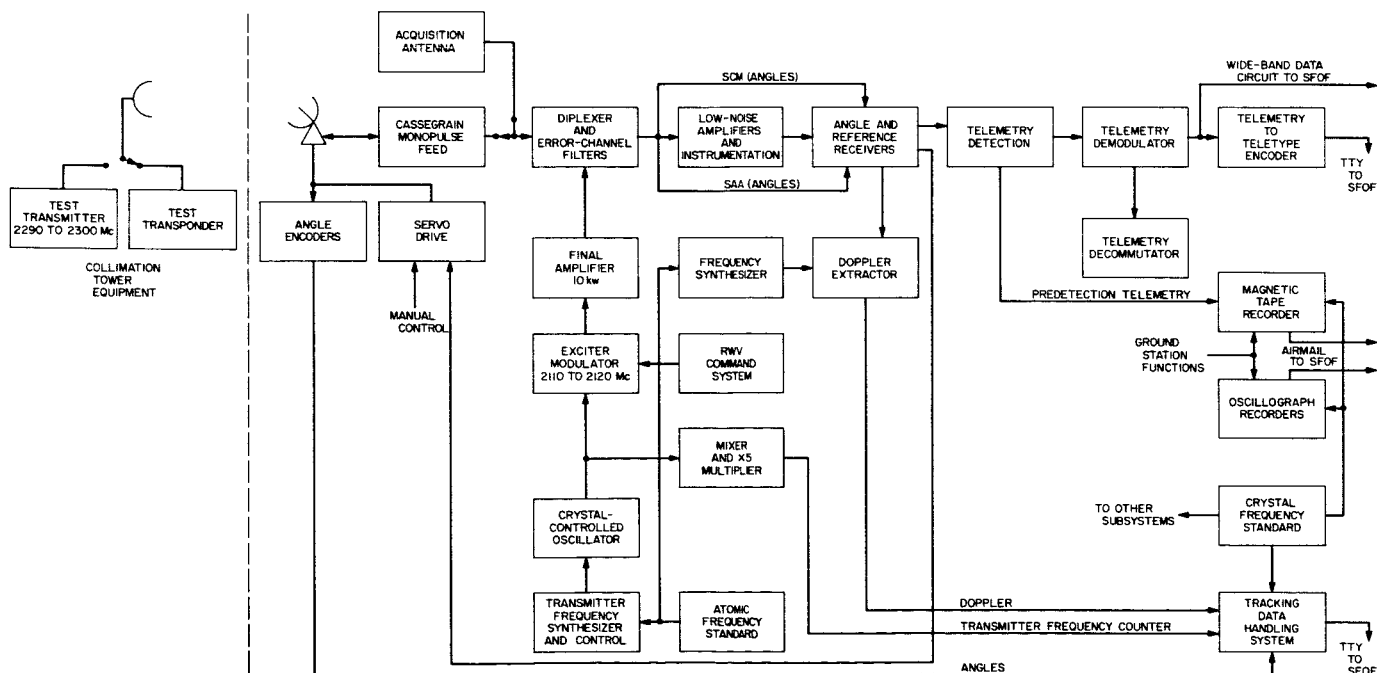 ACQUISITION
ANTENNA
WIDE-BAND DATA
CIRCUIT TO SFOF
SCM (ANGLES)
CASSEGRAIN
MONOPULSE
FEED
DIPLEXER
AND
ERROR-CHANNEL
FILTERS
LOW-NOISE
AMPLIFIERS
AND
INSTRUMENTATION
ANGLE AND
REFERENCE
RECEIVERS
TELEMETRY
DETECTION
TELEMETRY
DEMODULATOR
TELEMETRY
TO
TELETYPE
ENCODER
TTY
TO
SFOF
SAA (ANGLES)
TEST
TRANSMITTER
2290 TO 2300 Mc
TEST
TRANSPONDER
COLLIMATION
TOWER
EQUIPMENT
ANGLE
ENCODERS
SERVO
DRIVE
MANUAL
CONTROL
FINAL
AMPLIFIER
10 kw
FREQUENCY
SYNTHESIZER
DOPPLER
EXTRACTOR
TELEMETRY
DECOMMUTATOR
PREDETECTION TELEMETRY
MAGNETIC
TAPE
RECORDER
EXCITER
MODULATOR
2110 TO 2120 Mc
RWV
COMMAND
SYSTEM
GROUND
STATION
FUNCTIONS
AIRMAIL
TO SFOF
OSCILLOGRAPH
RECORDERS
MIXER
AND X5
MULTIPLIER
CRYSTAL-
CONTROLLED
OSCILLATOR
TO OTHER
SUBSYSTEMS
CRYSTAL
FREQUENCY
STANDARD
TRANSMITTER
FREQUENCY
SYNTHESIZER
AND CONTROL
ATOMIC
FREQUENCY
STANDARD
DOPPLER
TRANSMITTER FREQUENCY COUNTER
ANGLES
TRACKING
DATA
HANDLING
SYSTEM
TTY
TO
SFOF